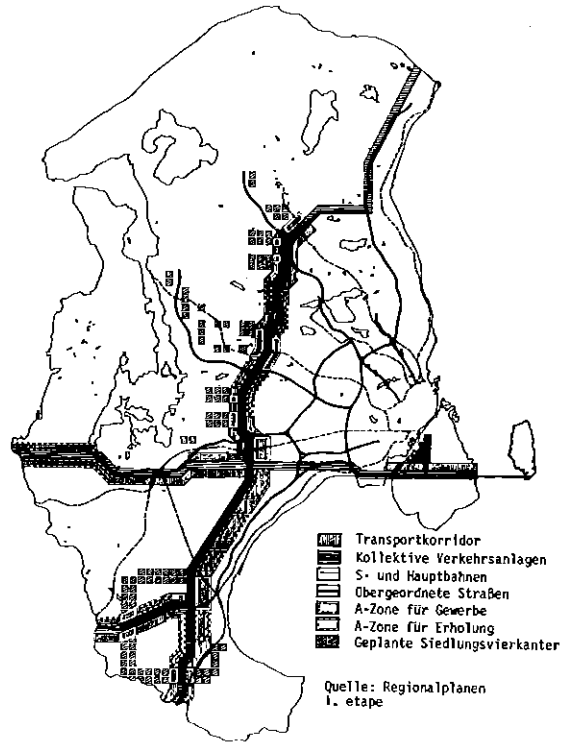 Transportkorridor
Kollektive Verkehrsanlagen
S- und Hauptbahnen
Obergeordnete Straßen
A-Zone für Gewerbe
A-Zone für Erholung
Geplante Siedlungsvierkanter
Quelle: Regionalplanen
1. etape